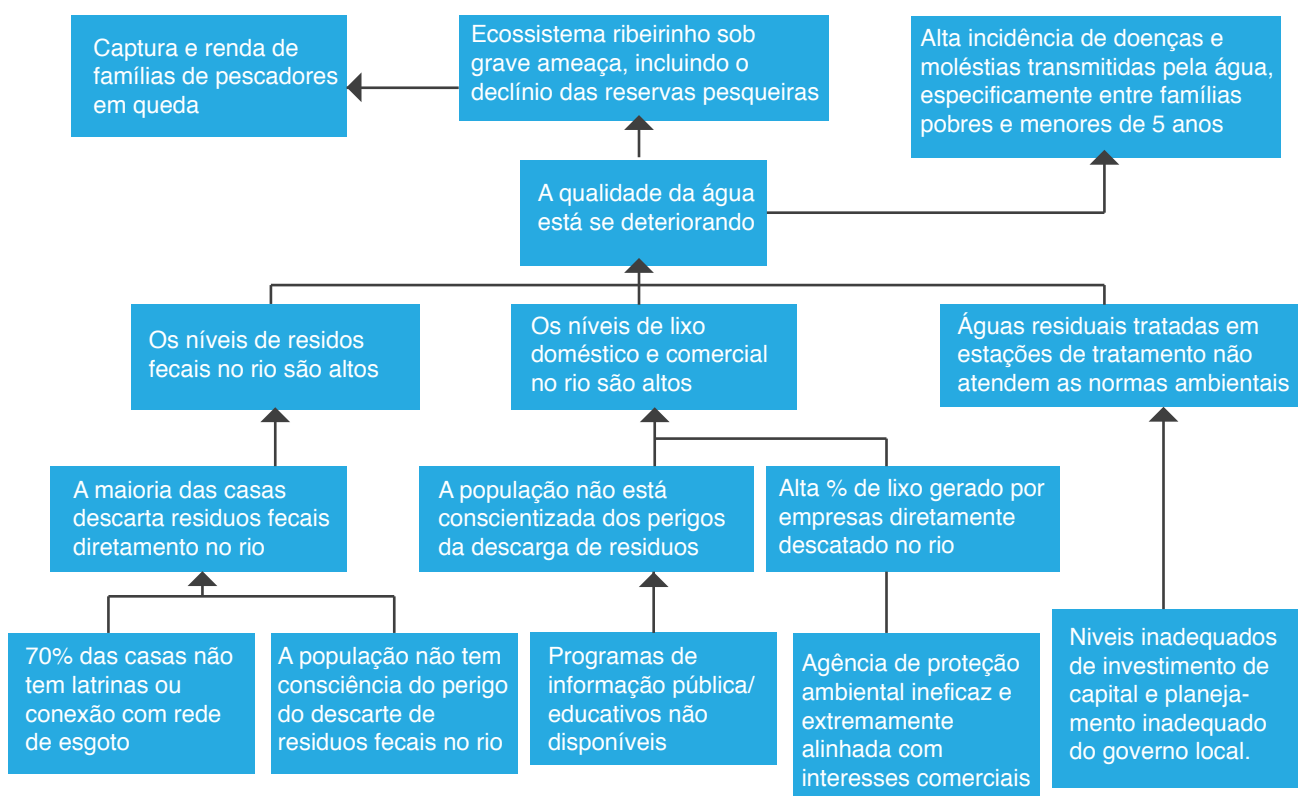 Captura e renda de
famílias de pescadores
em queda
Ecossistema ribeirinho sob
grave ameaça, incluindo o
declínio das reservas pesqueiras
Alta incidência de doenças e
moléstias transmitidas pela água,
especificamente entre famílias
pobres e menores de 5 anos
A qualidade da água
está se deteriorando
Os níveis de residos
fecais no rio são altos
Os níveis de lixo
doméstico e comercial
no rio são altos
Águas residuais tratadas em
estações de tratamento não
atendem as normas ambientais
A maioria das casas
descarta residuos fecais
diretamento no rio
A população não está
conscientizada dos perigos
da descarga de residuos
Alta % de lixo gerado por
empresas diretamente
descatado no rio
70% das casas não
tem latrinas ou
conexão com rede
de esgoto
A população não tem
consciência do perigo
do descarte de
residuos fecais no rio
Programas de
informação pública/
educativos não
disponíveis
Agência de proteção
ambiental ineficaz e
extremamente
alinhada com
interesses comerciais
Niveis inadequados
de investimento de
capital e planeja-
mento inadequado
do governo local.